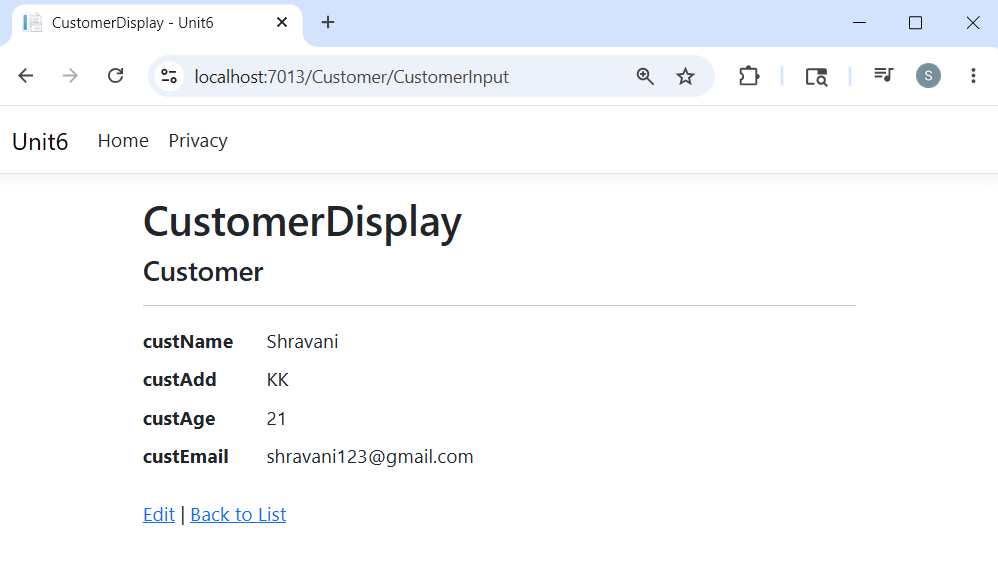 CustomerDisplay - Unit6
localhost:7013/Customer/CustomerInput
S
Unit6 Home Privacy
CustomerDisplay
Customer
custName Shravani
custAdd KK
custAge 21
custEmail shravani123@gmail.com
Edit | Back to List